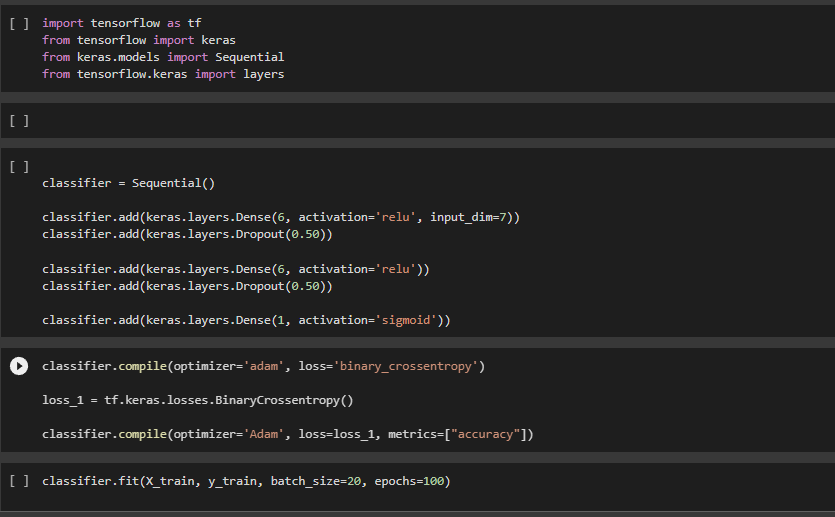 [ ] import tensorflow as tf
from tensorflow import keras
from keras.models import Sequential
from tensorflow.keras import layers
[ ]
[ ]
classifier = Sequential()
classifier.add(keras.layers.Dense(6, activation='relu', input_dim=7))
classifier.add(keras.layers.Dropout(0.50))
classifier.add(keras.layers.Dense(6, activation='relu'))
classifier.add(keras.layers.Dropout(0.50))
classifier.add(keras.layers.Dense(1, activation='sigmoid'))
classifier.compile(optimizer='adam', loss='binary_crossentropy')
loss_1 = tf.keras.losses.BinaryCrossentropy()
classifier.compile(optimizer='Adam', loss=loss_1, metrics=["accuracy"])
[ ] classifier.fit(X_train, y_train, batch_size=20, epochs=100)